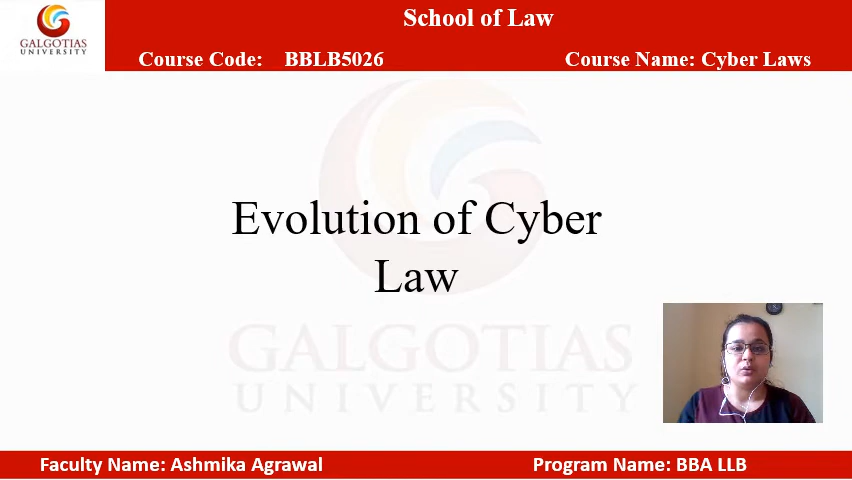 School of Law
GALGOTIAS
UNIVERSITY
Course Code: BBLB5026
Course Name: Cyber Laws
Evolution of Cyber
Law
GALGOTIAS
UNIVERSITY
Faculty Name: Ashmika Agrawal
Program Name: BBA LLB